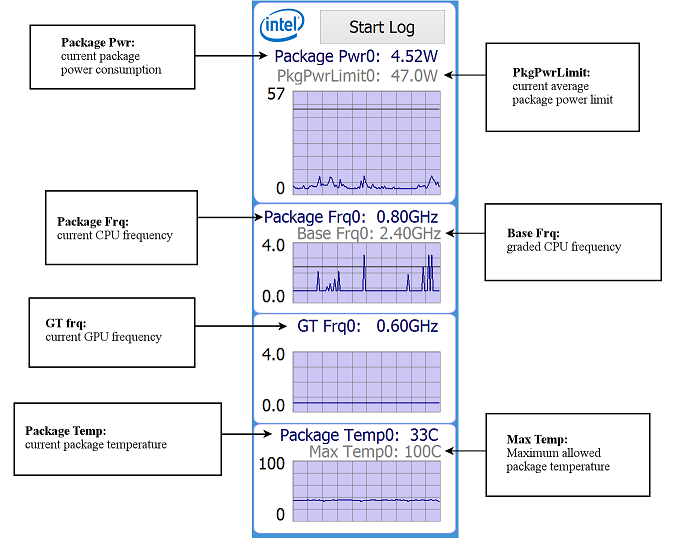 intel
Start Log
Package Pwr0: 4.52W
PkgPwrLimit0: 47.0W
57
0
Package Frq0: 0.80GHz
Base Frq0: 2.40GHz
4.0
0.0
GT Frq0: 0.60GHz
4.0
0.0
Package Temp0: 33C
Max Temp0: 100C
100
0
Package Pwr:
current package
power consumption
PkgPwrLimit:
current average
package power limit
Package Frq:
current CPU frequency
Base Frq:
graded CPU frequency
GT frq:
current GPU frequency
Package Temp:
current package temperature
Max Temp:
Maximum allowed
package temperature